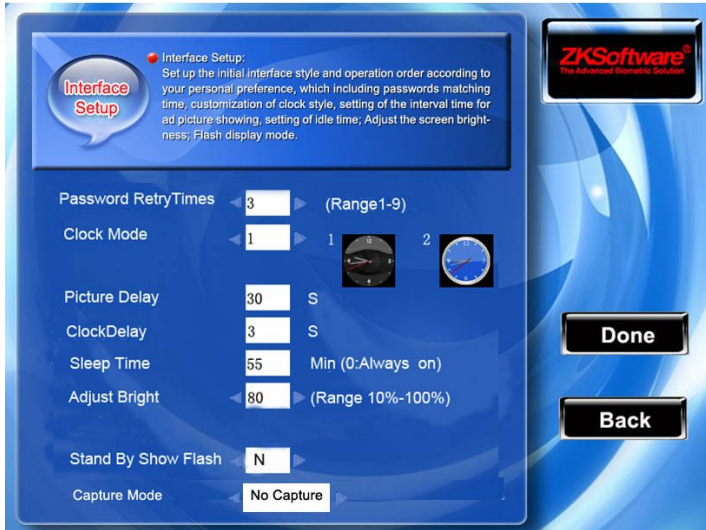 Interface Setup:
Set up the initial interface style and operation order according to
your personal preference, which including passwords matching
time, customization of clock style, setting of the interval time for
ad picture showing, setting of idle time; Adjust the screen bright-
ness; Flash display mode.
Interface
Setup
ZKSoftware®
The Advanced Biometric Solution
Password RetryTimes 3 (Range1-9)
Clock Mode 1 1 2
Picture Delay 30 S
ClockDelay 3 S
Sleep Time 55 Min (0:Always on)
Adjust Bright 80 (Range 10%-100%)
Stand By Show Flash N
Capture Mode No Capture
Done
Back